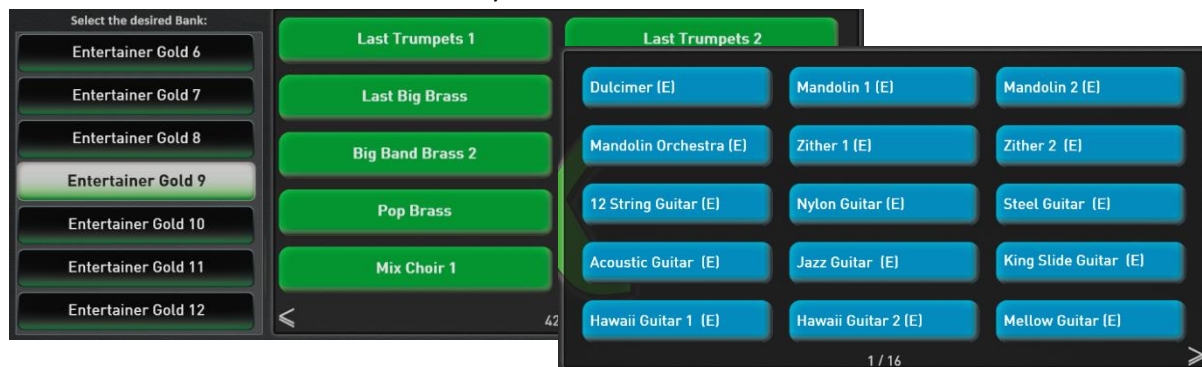 Select the desired Bank:
Entertainer Gold 6
Entertainer Gold 7
Entertainer Gold 8
Entertainer Gold 9
Entertainer Gold 10
Entertainer Gold 11
Entertainer Gold 12
Last Trumpets 1
Last Trumpets 2
Last Big Brass
Big Band Brass 2
Pop Brass
Mix Choir 1
42
Dulcimer (E)
Mandolin 1 (E)
Mandolin 2 (E)
Mandolin Orchestra (E)
Zither 1 (E)
Zither 2 (E)
12 String Guitar (E)
Nylon Guitar (E)
Steel Guitar (E)
Acoustic Guitar (E)
Jazz Guitar (E)
King Slide Guitar (E)
Hawaii Guitar 1 (E)
Hawaii Guitar 2 (E)
Mellow Guitar (E)
1 / 16